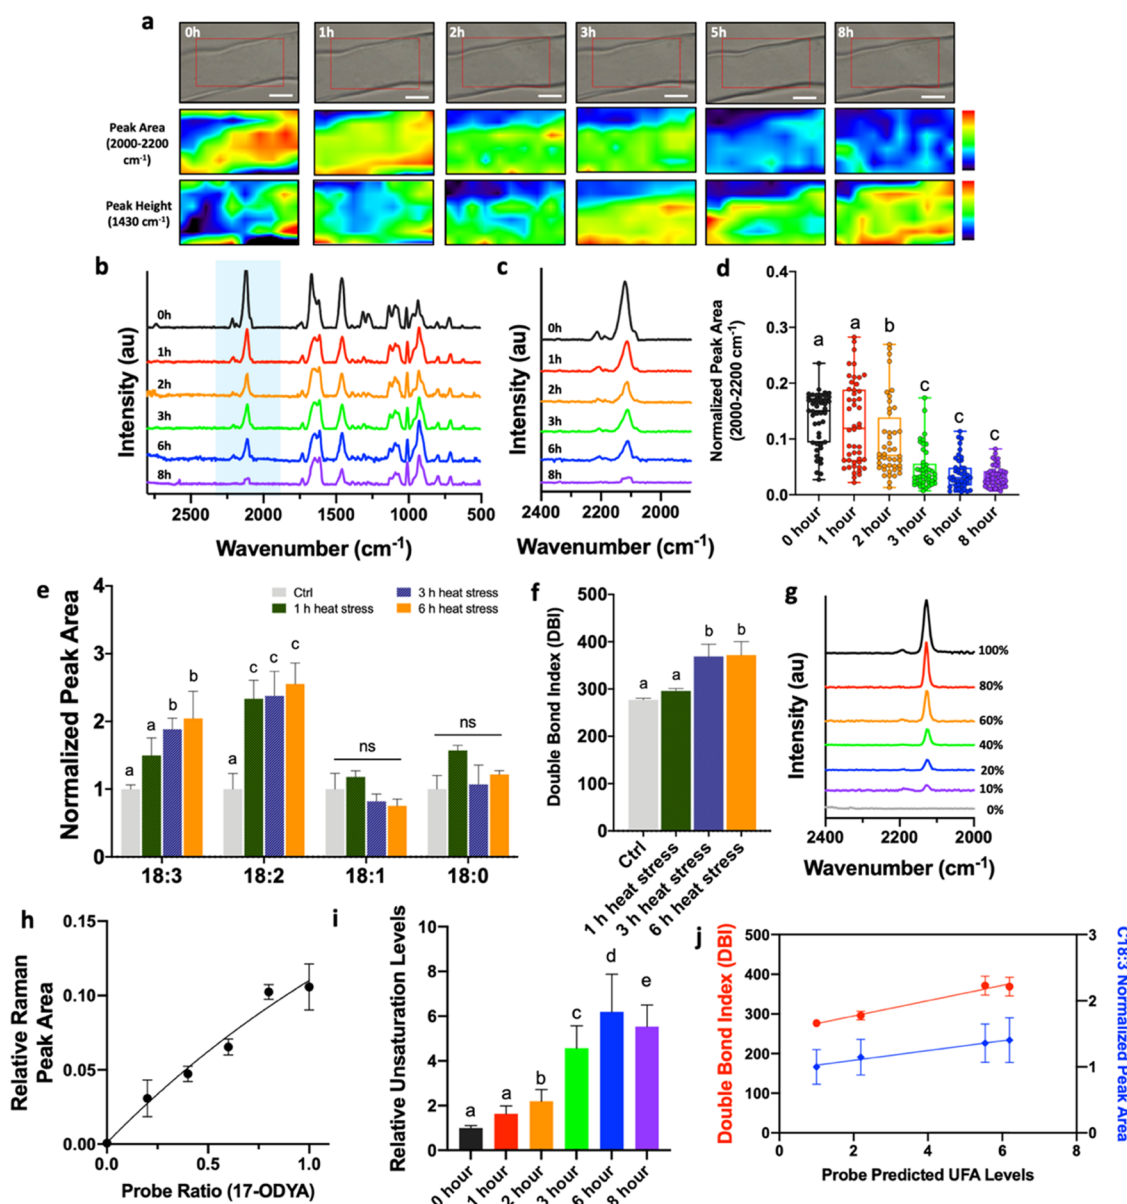 a
0h
1h
2h
3h
5h
8h
Peak Area
(2000-2200
cm-1)
Peak Height
(1430 cm-1)
b
Intensity (au)
0h
1h
2h
3h
6h
8h
2500
2000
1500
1000
500
Wavenumber (cm-1)
c
Intensity (au)
0h
1h
2h
3h
6h
8h
2400
2200
2000
Wavenumber (cm-1)
d
Normalized Peak Area
(2000-2200 cm-1)
0.4
0.3
0.2
0.1
0.0
a
a
b
c
c
c
0 hour
1 hour
2 hour
3 hour
6 hour
8 hour
e
Normalized Peak Area
4
3
2
1
0
Ctrl
1 h heat stress
3 h heat stress
6 h heat stress
a
a
b
b
a
c
c
c
ns
ns
18:3
18:2
18:1
18:0
f
Double Bond Index (DBI)
500
400
300
200
100
0
a
a
b
b
Ctrl
1 h heat stress
3 h heat stress
6 h heat stress
g
Intensity (au)
100%
80%
60%
40%
20%
10%
0%
2400
2200
2000
Wavenumber (cm-1)
h
Relative Raman
Peak Area
0.15
0.10
0.05
0.00
0.0
0.5
1.0
Probe Ratio (17-ODYA)
i
Relative Unsaturation Levels
10
8
6
4
2
0
a
a
b
c
d
e
0 hour
1 hour
2 hour
3 hour
6 hour
8 hour
j
Double Bond Index (DBI)
500
400
300
200
100
0
0
2
4
6
8
Probe Predicted UFA Levels
3
2
1
0
C18:3 Normalized Peak Area